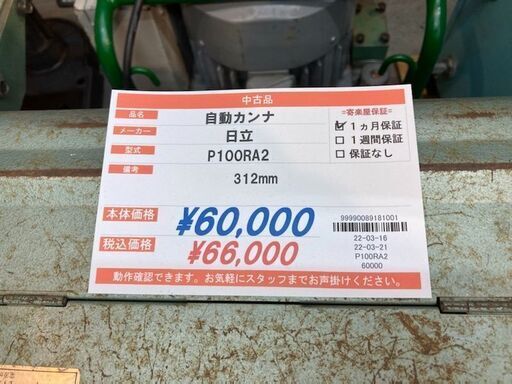 中古品
品名 自動カンナ
メーカー 日立
型式 P100RA2
備考 312mm
=寄楽屋保証=
☑ 1ヵ月保証
□ 1週間保証
□ 保証なし
本体価格 ¥60,000
税込価格 ¥66,000
99990089181001
22-03-16
22-03-21
P100RA2
60000
動作確認できます。お気軽にスタッフまでお声掛けください。